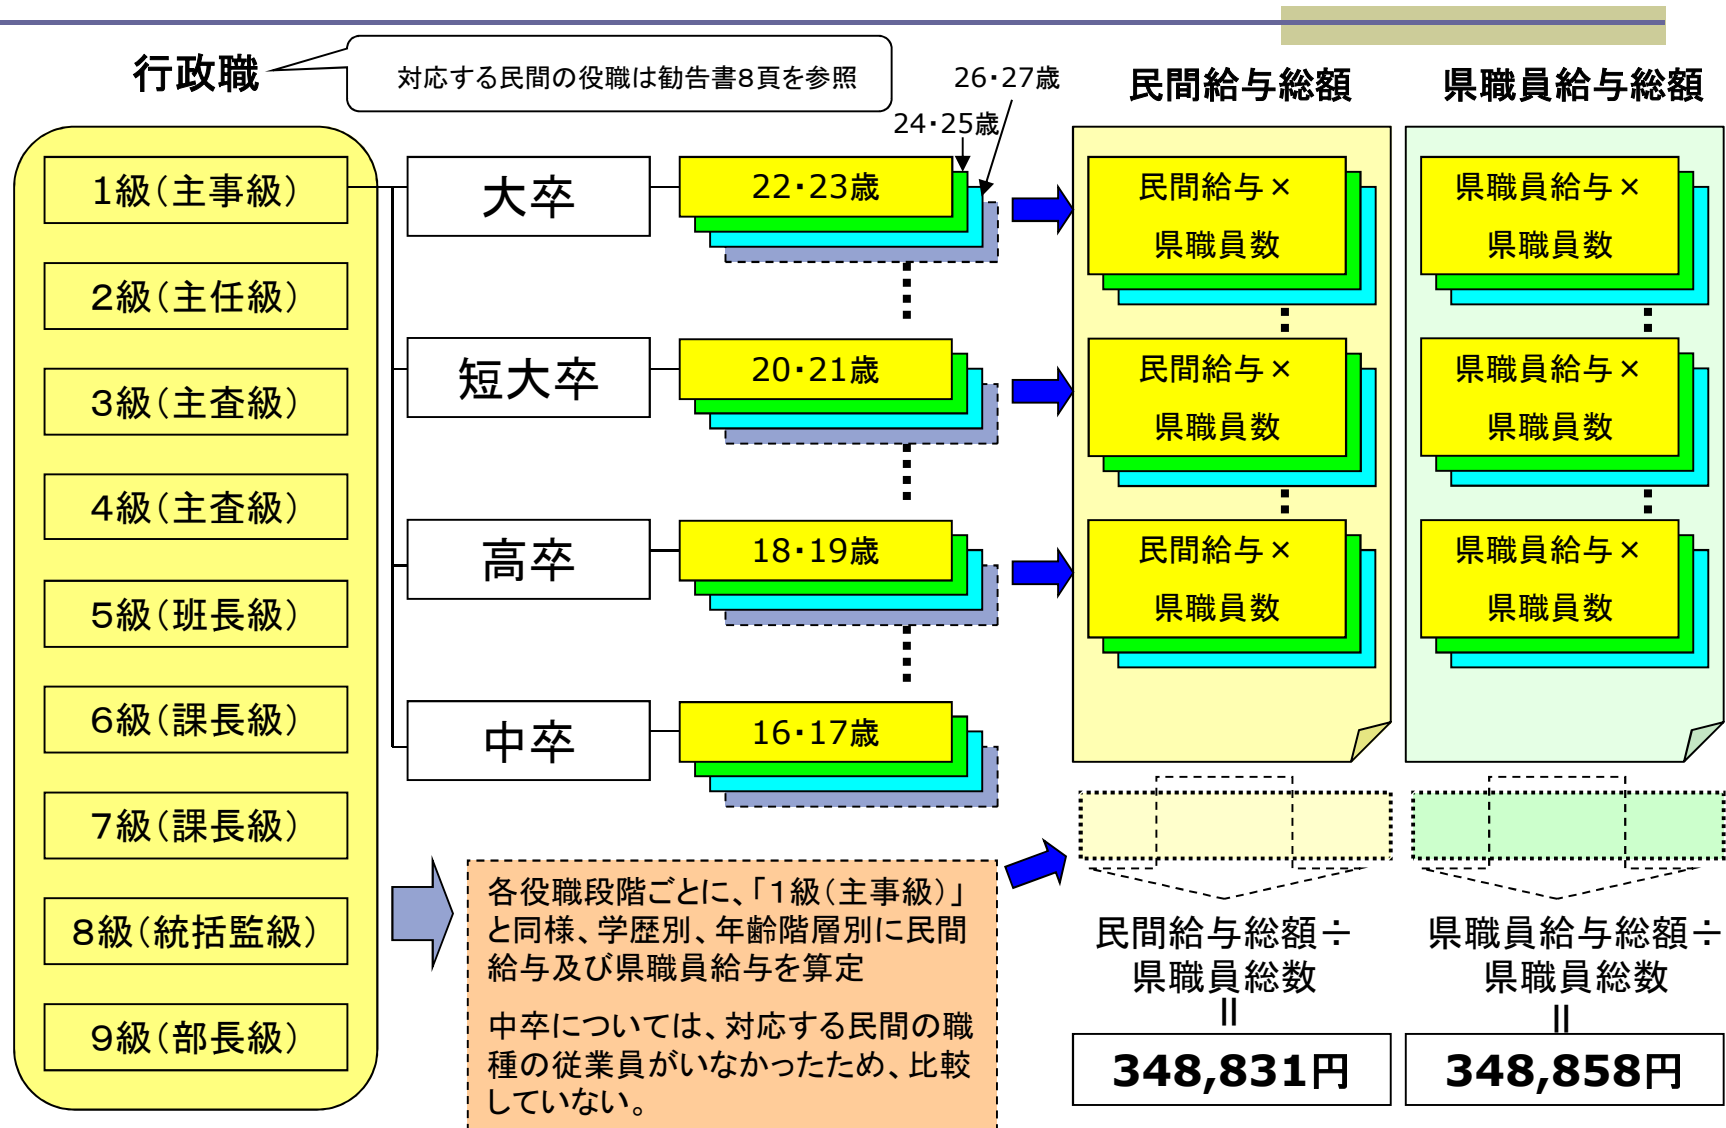 行政職
対応する民間の役職は勧告書8頁を参照
26・27歳
24・25歳
民間給与総額
県職員給与総額
1級（主事級）
2級（主任級）
3級（主査級）
4級（主査級）
5級（班長級）
6級（課長級）
7級（課長級）
8級（統括監級）
9級（部長級）
大卒
22・23歳
短大卒
20・21歳
高卒
18・19歳
中卒
16・17歳
民間給与×
県職員数
民間給与×
県職員数
民間給与×
県職員数
県職員給与×
県職員数
県職員給与×
県職員数
県職員給与×
県職員数
各役職段階ごとに、「1級（主事級）」
と同様、学歴別、年齢階層別に民間
給与及び県職員給与を算定
中卒については、対応する民間の職
種の従業員がいなかったため、比較
していない。
民間給与総額÷
県職員総数
＝
348,831円
県職員給与総額÷
県職員総数
＝
348,858円